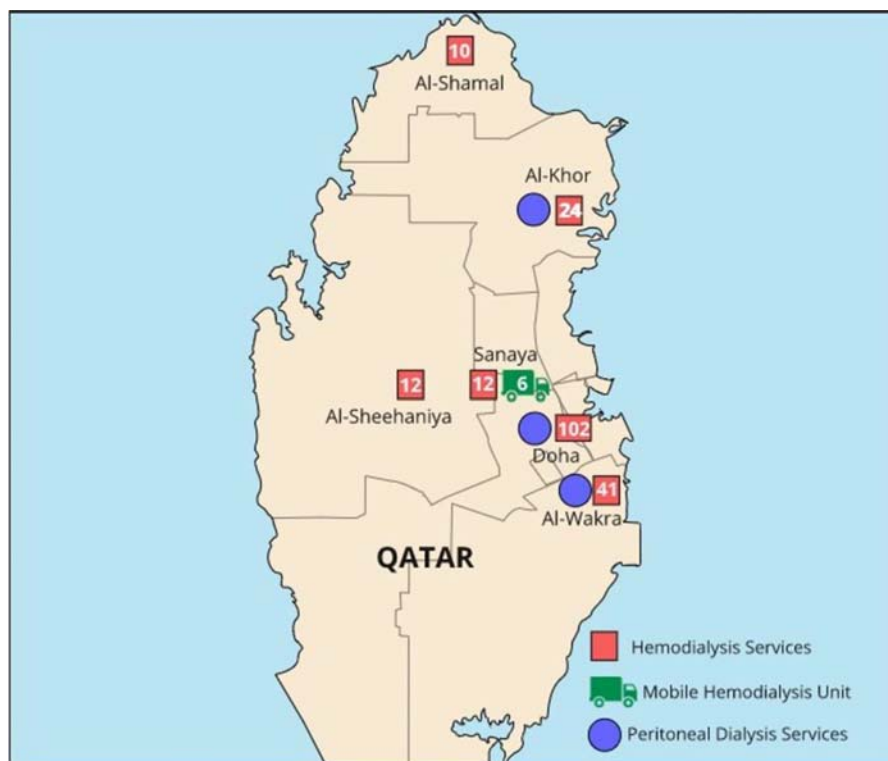 10
Al-Shamal
Al-Khor
24
Sanaya
12
12
6
Al-Sheehaniya
102
Doha
41
Al-Wakra
QATAR
Hemodialysis Services
Mobile Hemodialysis Unit
Peritoneal Dialysis Services